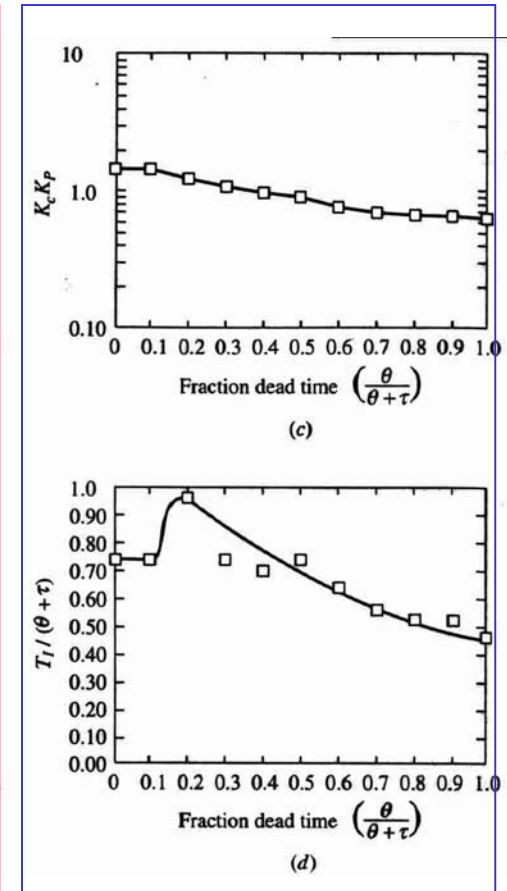 10
1.0
0.10
K_c K_P
0 0.1 0.2 0.3 0.4 0.5 0.6 0.7 0.8 0.9 1.0
Fraction dead time (θ / θ + τ)
(c)
1.0
0.90
0.80
0.70
0.60
0.50
0.40
0.30
0.20
0.10
0.00
T_I / (θ + τ)
0 0.1 0.2 0.3 0.4 0.5 0.6 0.7 0.8 0.9 1.0
Fraction dead time (θ / θ + τ)
(d)